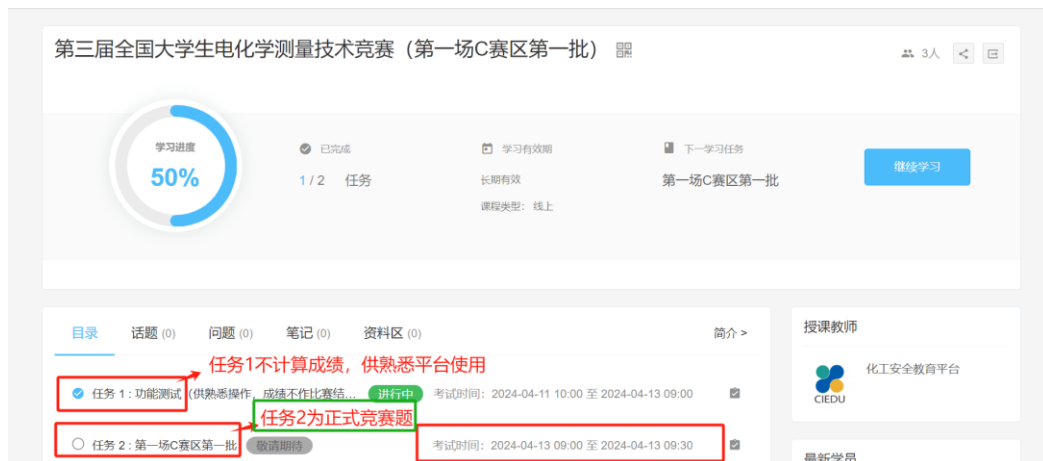 第三届全国大学生电化学测量技术竞赛（第一场C赛区第一批）
3人
学习进度
50%
已完成
1 / 2 任务
学习有效期
长期有效
课程类型： 线上
下一学习任务
第一场C赛区第一批
继续学习
目录 话题 (0) 问题 (0) 笔记 (0) 资料区 (0) 简介 >
任务1不计算成绩，供熟悉平台使用
任务 1 : 功能测试（供熟悉操作，成绩不作比赛结... 进行中 考试时间：2024-04-11 10:00 至 2024-04-13 09:00
任务2为正式竞赛题
任务 2 : 第一场C赛区第一批 敬请期待 考试时间：2024-04-13 09:00 至 2024-04-13 09:30
授课教师
CIEDU
化工安全教育平台
最新学员